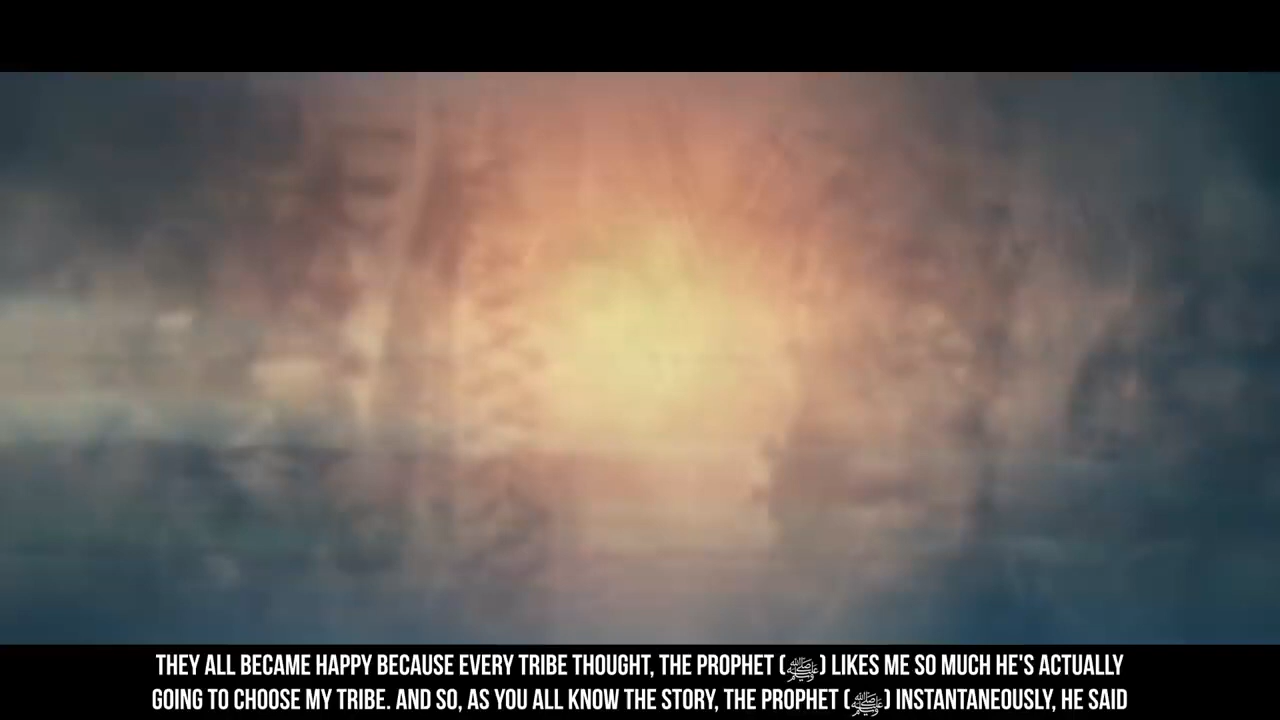 THEY ALL BECAME HAPPY BECAUSE EVERY TRIBE THOUGHT, THE PROPHET (ﷺ) LIKES ME SO MUCH HE'S ACTUALLY
GOING TO CHOOSE MY TRIBE. AND SO, AS YOU ALL KNOW THE STORY, THE PROPHET (ﷺ) INSTANTANEOUSLY, HE SAID